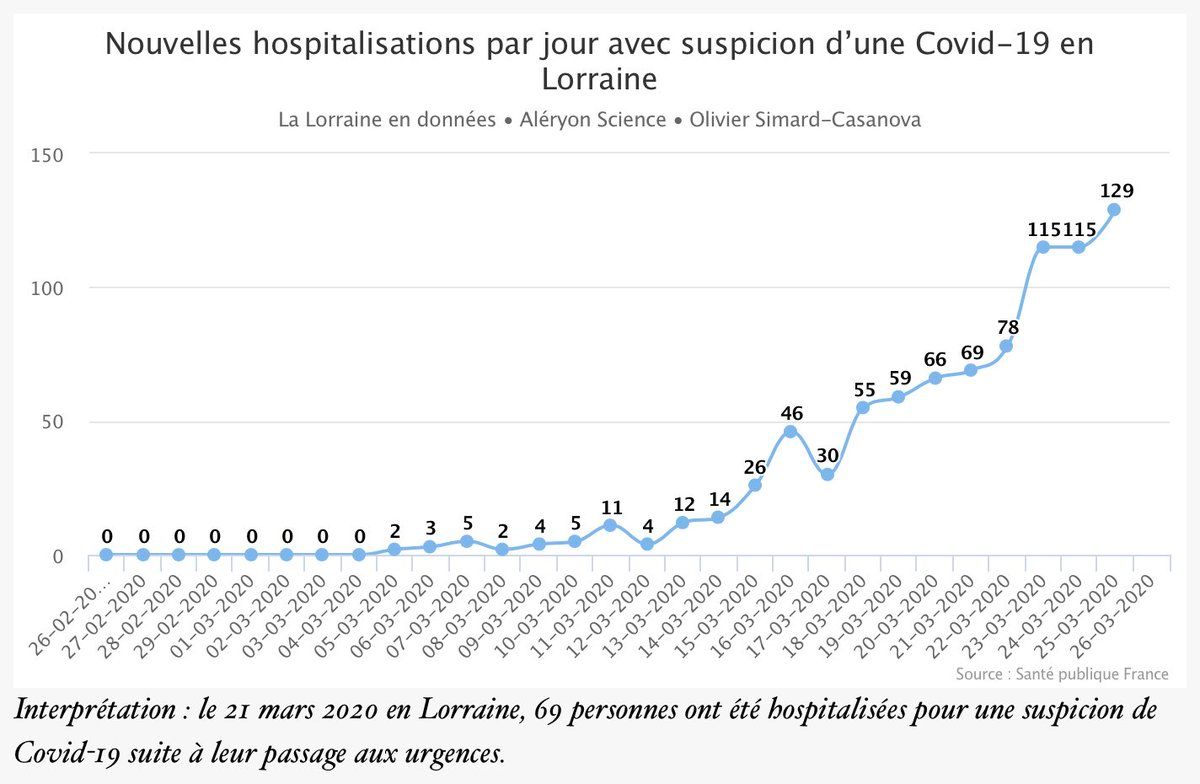 Nouvelles hospitalisations par jour avec suspicion d’une Covid-19 en
Lorraine
La Lorraine en données • Aléryon Science • Olivier Simard-Casanova
150
100
50
0
0 0 0 0 0 0 0 0 2 3 5 2 4 5 11 4 12 14 26 46 30 55 59 66 69 78 115 115 129
26-02-20... 27-02-2020 28-02-2020 29-02-2020 01-03-2020 02-03-2020 03-03-2020 04-03-2020 05-03-2020 06-03-2020 07-03-2020 08-03-2020 09-03-2020 10-03-2020 11-03-2020 12-03-2020 13-03-2020 14-03-2020 15-03-2020 16-03-2020 17-03-2020 18-03-2020 19-03-2020 20-03-2020 21-03-2020 22-03-2020 23-03-2020 24-03-2020 25-03-2020 26-03-2020
Source : Santé publique France
Interprétation : le 21 mars 2020 en Lorraine, 69 personnes ont été hospitalisées pour une suspicion de
Covid-19 suite à leur passage aux urgences.